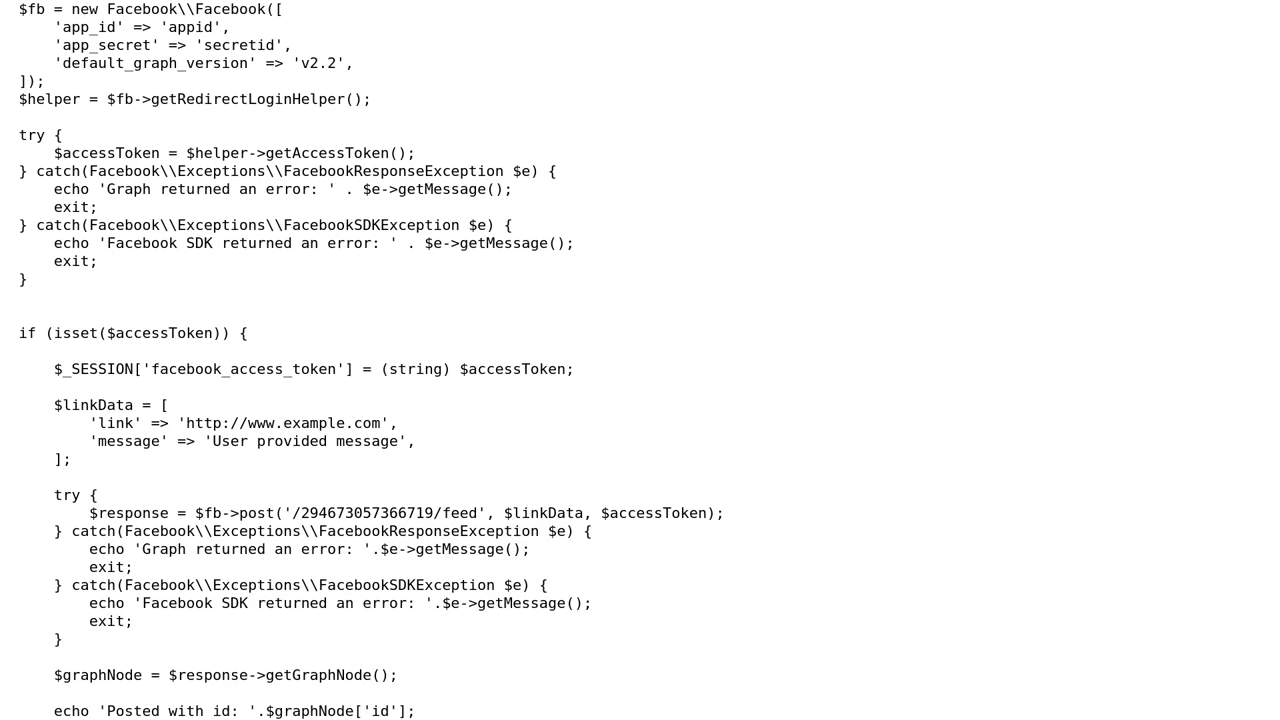 $fb = new Facebook\\Facebook([
    'app_id' => 'appid',
    'app_secret' => 'secretid',
    'default_graph_version' => 'v2.2',
]);
$helper = $fb->getRedirectLoginHelper();

try {
    $accessToken = $helper->getAccessToken();
} catch(Facebook\\Exceptions\\FacebookResponseException $e) {
    echo 'Graph returned an error: ' . $e->getMessage();
    exit;
} catch(Facebook\\Exceptions\\FacebookSDKException $e) {
    echo 'Facebook SDK returned an error: ' . $e->getMessage();
    exit;
}


if (isset($accessToken)) {

    $_SESSION['facebook_access_token'] = (string) $accessToken;

    $linkData = [
        'link' => 'http://www.example.com',
        'message' => 'User provided message',
    ];

    try {
        $response = $fb->post('/294673057366719/feed', $linkData, $accessToken);
    } catch(Facebook\\Exceptions\\FacebookResponseException $e) {
        echo 'Graph returned an error: '.$e->getMessage();
        exit;
    } catch(Facebook\\Exceptions\\FacebookSDKException $e) {
        echo 'Facebook SDK returned an error: '.$e->getMessage();
        exit;
    }

    $graphNode = $response->getGraphNode();

    echo 'Posted with id: '.$graphNode['id'];